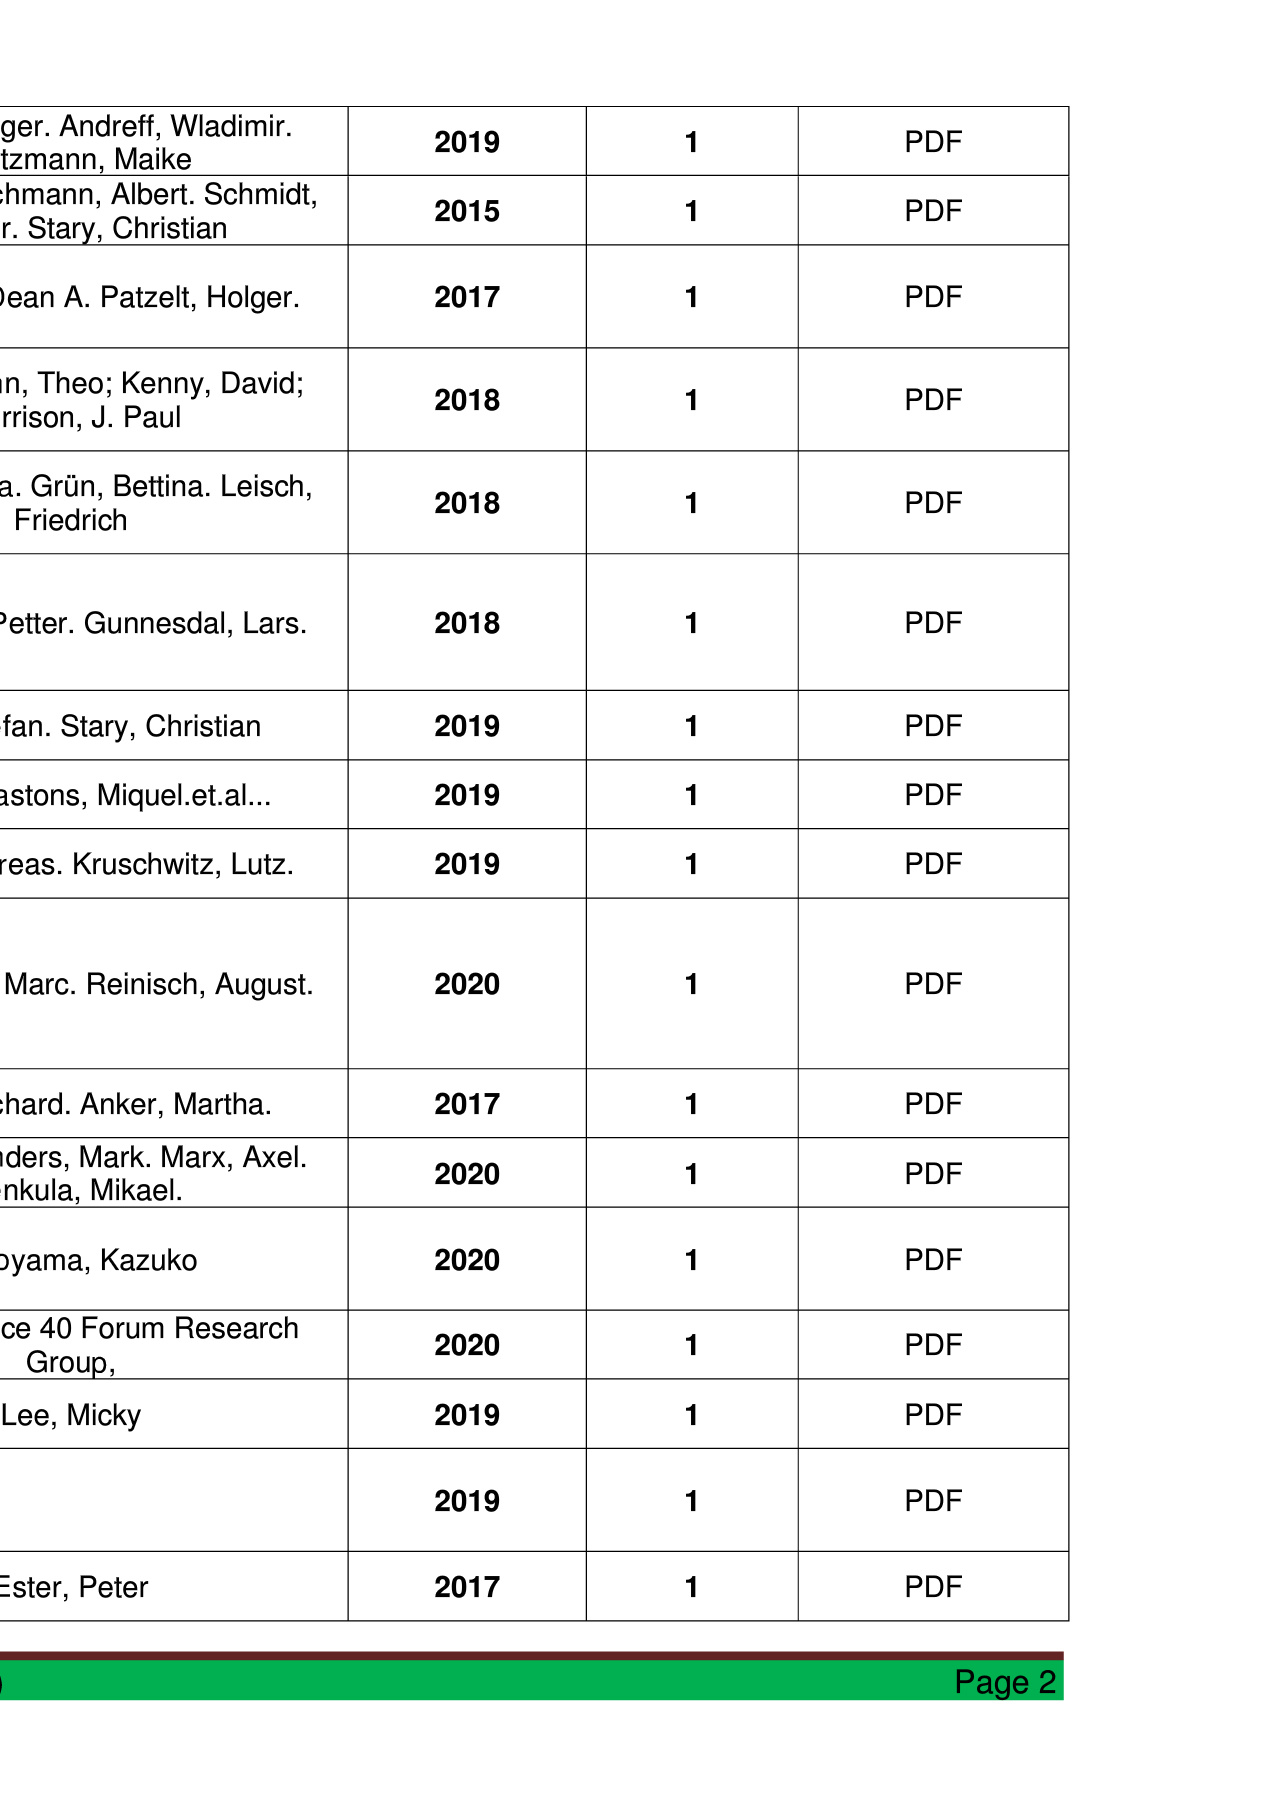 ger. Andreff, Wladimir.
tzmann, Maike 2019 1 PDF
chmann, Albert. Schmidt,
r. Stary, Christian 2015 1 PDF
Dean A. Patzelt, Holger. 2017 1 PDF
nn, Theo; Kenny, David;
rrison, J. Paul 2018 1 PDF
a. Grün, Bettina. Leisch,
Friedrich 2018 1 PDF
Petter. Gunnesdal, Lars. 2018 1 PDF
efan. Stary, Christian 2019 1 PDF
astons, Miquel.et.al... 2019 1 PDF
reas. Kruschwitz, Lutz. 2019 1 PDF
Marc. Reinisch, August. 2020 1 PDF
chard. Anker, Martha. 2017 1 PDF
nders, Mark. Marx, Axel.
enkula, Mikael. 2020 1 PDF
oyama, Kazuko 2020 1 PDF
ce 40 Forum Research
Group, 2020 1 PDF
Lee, Micky 2019 1 PDF
2019 1 PDF
Ester, Peter 2017 1 PDF
) Page 2